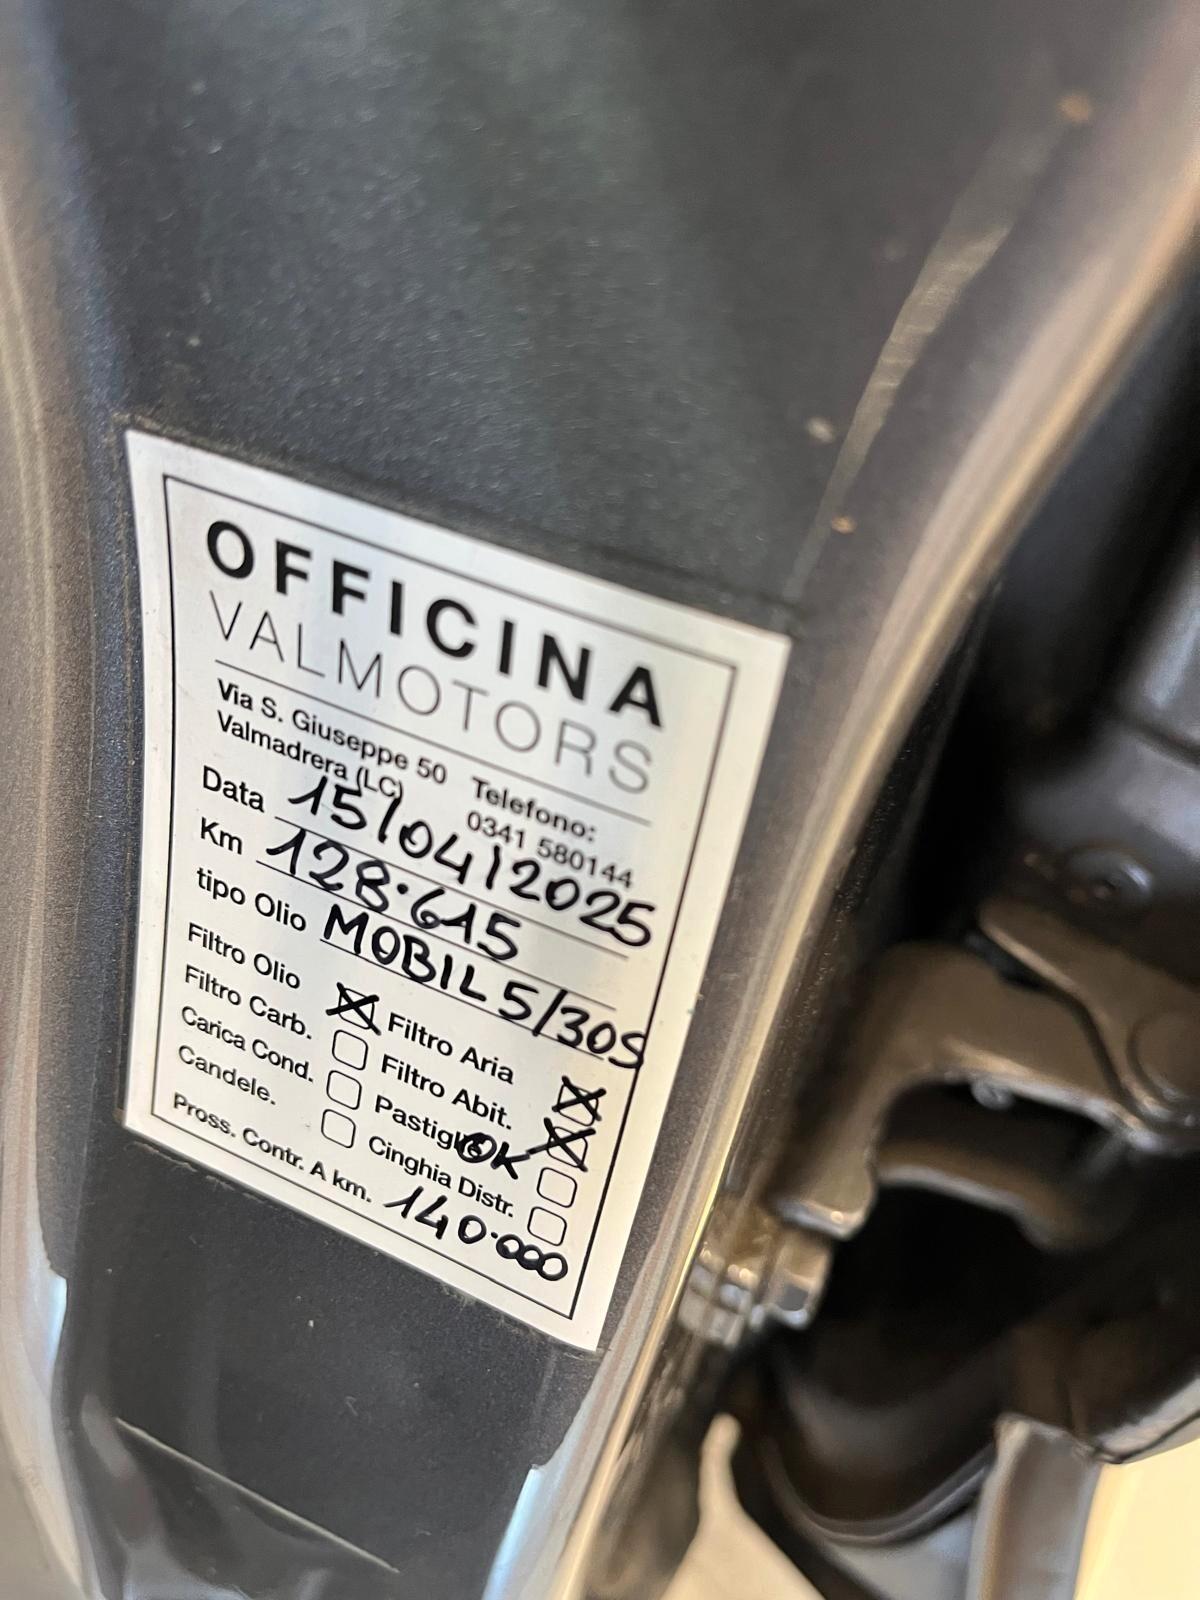 OFFICINA
VALMOTORS
Via S. Giuseppe 50 Telefono:
Valmadrera (LC) 0341 580144
Data 15/04/2025
Km 128.615
tipo Olio MOBIL 5/30S
Filtro Olio Filtro Aria
Filtro Carb. Filtro Abit.
Carica Cond. Pastiglie OK
Candele. Cinghia Distr.
Pross. Contr. A km. 140.000